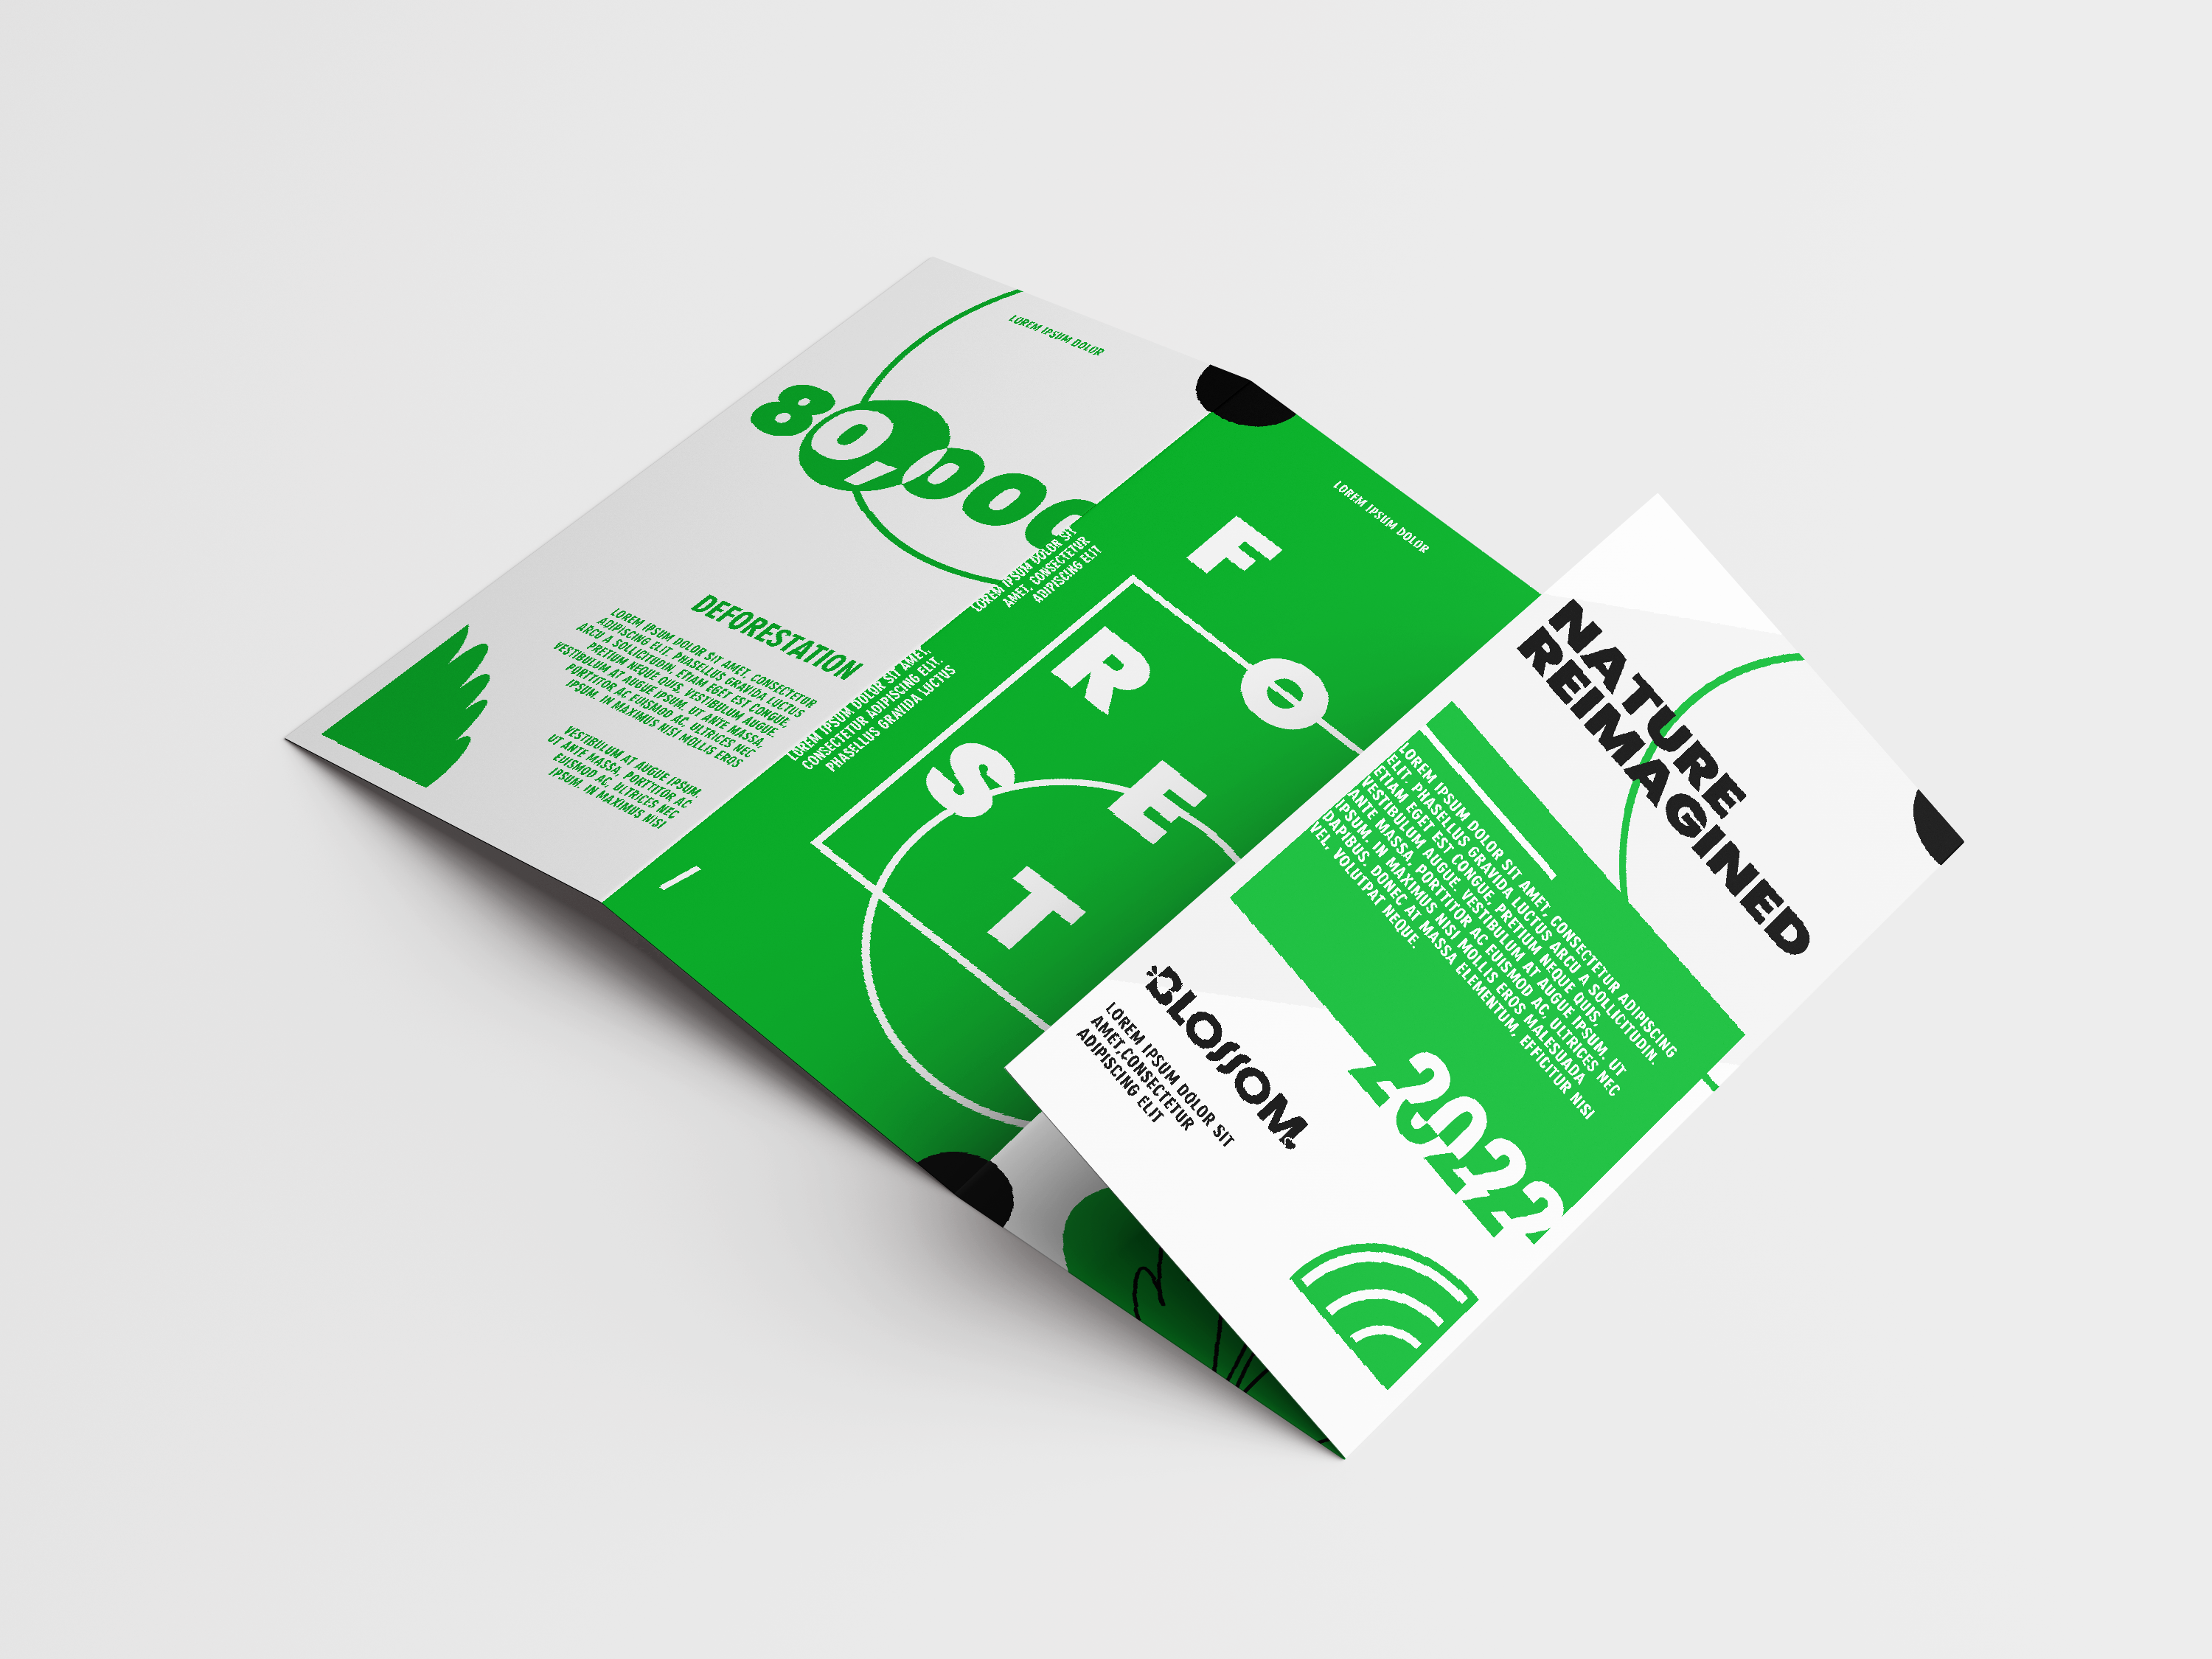 LOREM IPSUM DOLOR
80,000
DEFORESTATION
LOREM IPSUM DOLOR SIT AMET, CONSECTETUR
ADIPISCING ELIT. PHASELLUS GRAVIDA LUCTUS
ARCU A SOLLICITUDIN. ETIAM EGET EST CONGUE,
PRETIUM NEQUE QUIS, VESTIBULUM AUGUE.
VESTIBULUM AT AUGUE IPSUM. UT ANTE MASSA,
PORTTITOR AC EUISMOD AC, ULTRICES NEC
IPSUM. IN MAXIMUS NISI MOLLIS EROS
VESTIBULUM AT AUGUE IPSUM.
UT ANTE MASSA, PORTTITOR AC
EUISMOD AC, ULTRICES NEC
IPSUM. IN MAXIMUS NISI
LOREM IPSUM DOLOR SIT
AMET, CONSECTETUR
ADIPISCING ELIT
LOREM IPSUM DOLOR SIT AMET,
CONSECTETUR ADIPISCING ELIT.
PHASELLUS GRAVIDA LUCTUS
/
LOREM IPSUM DOLOR
F
O
R
E
S
T
NATURE
REIMAGINED
LOREM IPSUM DOLOR SIT AMET, CONSECTETUR ADIPISCING
ELIT. PHASELLUS GRAVIDA LUCTUS ARCU A SOLLICITUDIN.
ETIAM EGET EST CONGUE, PRETIUM NEQUE QUIS,
VESTIBULUM AUGUE. VESTIBULUM AT AUGUE IPSUM. UT
ANTE MASSA, PORTTITOR AC EUISMOD AC, ULTRICES NEC
IPSUM. IN MAXIMUS NISI MOLLIS EROS MALESUADA
DAPIBUS. DONEC AT MASSA ELEMENTUM, EFFICITUR NISI
VEL, VOLUTPAT NEQUE.
2022
BLOSSOM
LOREM IPSUM DOLOR SIT
AMET,CONSECTETUR
ADIPISCING ELIT